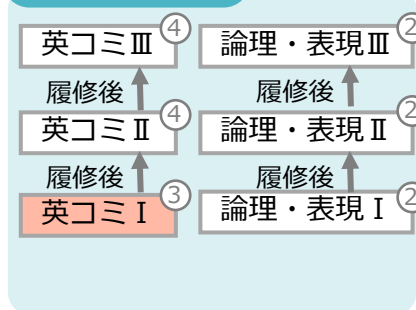 英コミⅢ ④
論理・表現Ⅲ ②
履修後
履修後
英コミⅡ ④
論理・表現Ⅱ ②
履修後
履修後
英コミⅠ ③
論理・表現Ⅰ ②